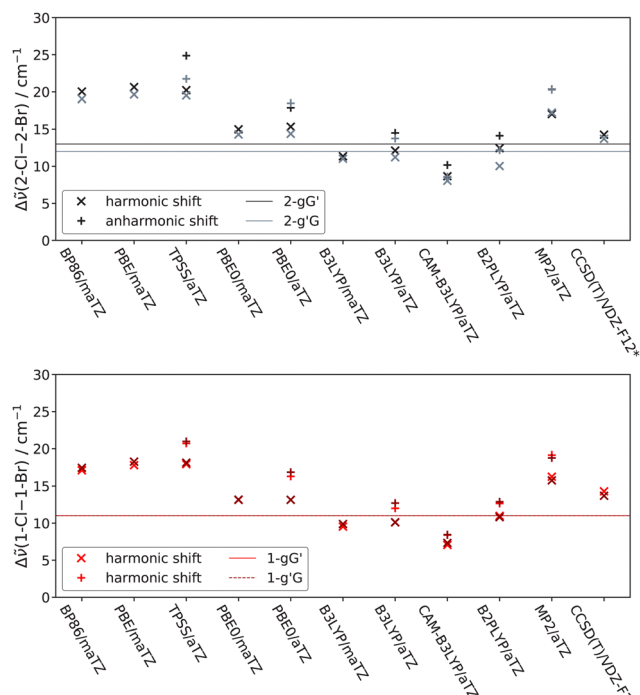 Δν̃(2-Cl−2-Br) / cm⁻¹
30
25
20
15
10
5
0
× harmonic shift
+ anharmonic shift
2-gG'
2-g'G
BP86/maTZ
PBE/maTZ
TPSS/aTZ
PBE0/maTZ
PBE0/aTZ
B3LYP/maTZ
B3LYP/aTZ
CAM-B3LYP/aTZ
B2PLYP/aTZ
MP2/aTZ
CCSD(T)/VDZ-F12*
Δν̃(1-Cl−1-Br) / cm⁻¹
30
25
20
15
10
5
0
× harmonic shift
+ harmonic shift
1-gG'
1-g'G
BP86/maTZ
PBE/maTZ
TPSS/aTZ
PBE0/maTZ
PBE0/aTZ
B3LYP/maTZ
B3LYP/aTZ
CAM-B3LYP/aTZ
B2PLYP/aTZ
MP2/aTZ
CCSD(T)/VDZ-F1